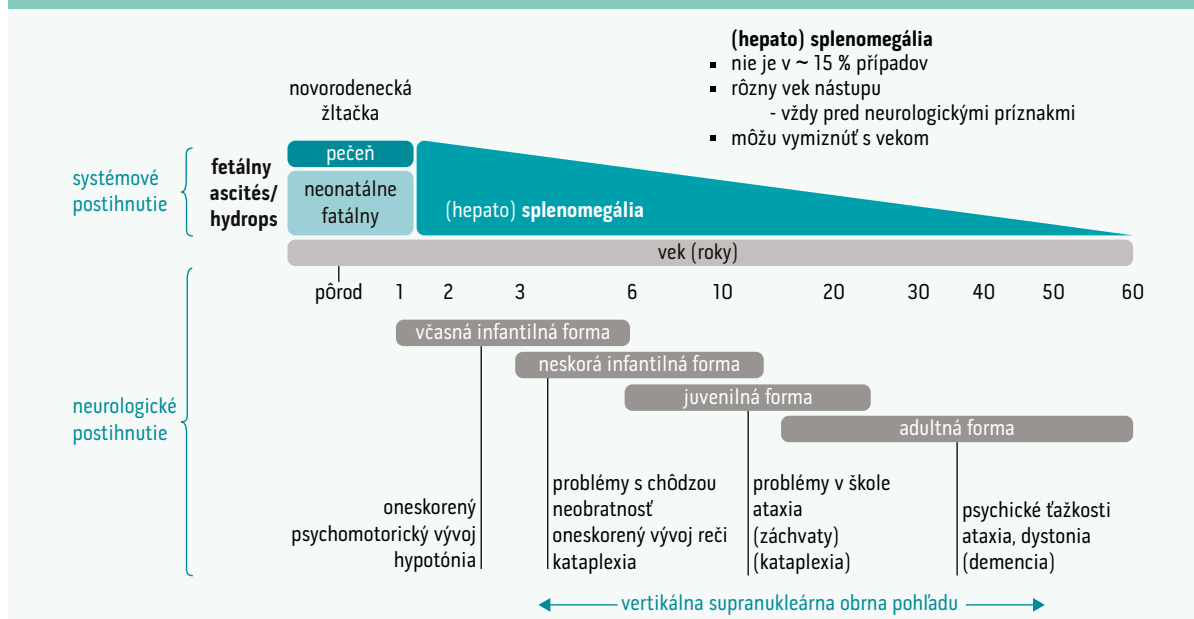 (hepato) splenomegália
▪ nie je v ~ 15 % případov
▪ rôzny vek nástupu
- vždy pred neurologickými príznakmi
▪ môžu vymiznúť s vekom
novorodenecká
žltačka
systémové
postihnutie
fetálny
ascités/
hydrops
pečeň
neonatálne
fatálny
(hepato) splenomegália
vek (roky)
pôrod 1 2 3 6 10 20 30 40 50 60
včasná infantilná forma
neskorá infantilná forma
juvenilná forma
adultná forma
neurologické
postihnutie
oneskorený
psychomotorický vývoj
hypotónia
problémy s chôdzou
neobratnosť
oneskorený vývoj reči
kataplexia
problémy v škole
ataxia
(záchvaty)
(kataplexia)
psychické ťažkosti
ataxia, dystonia
(demencia)
vertikálna supranukleárna obrna pohľadu